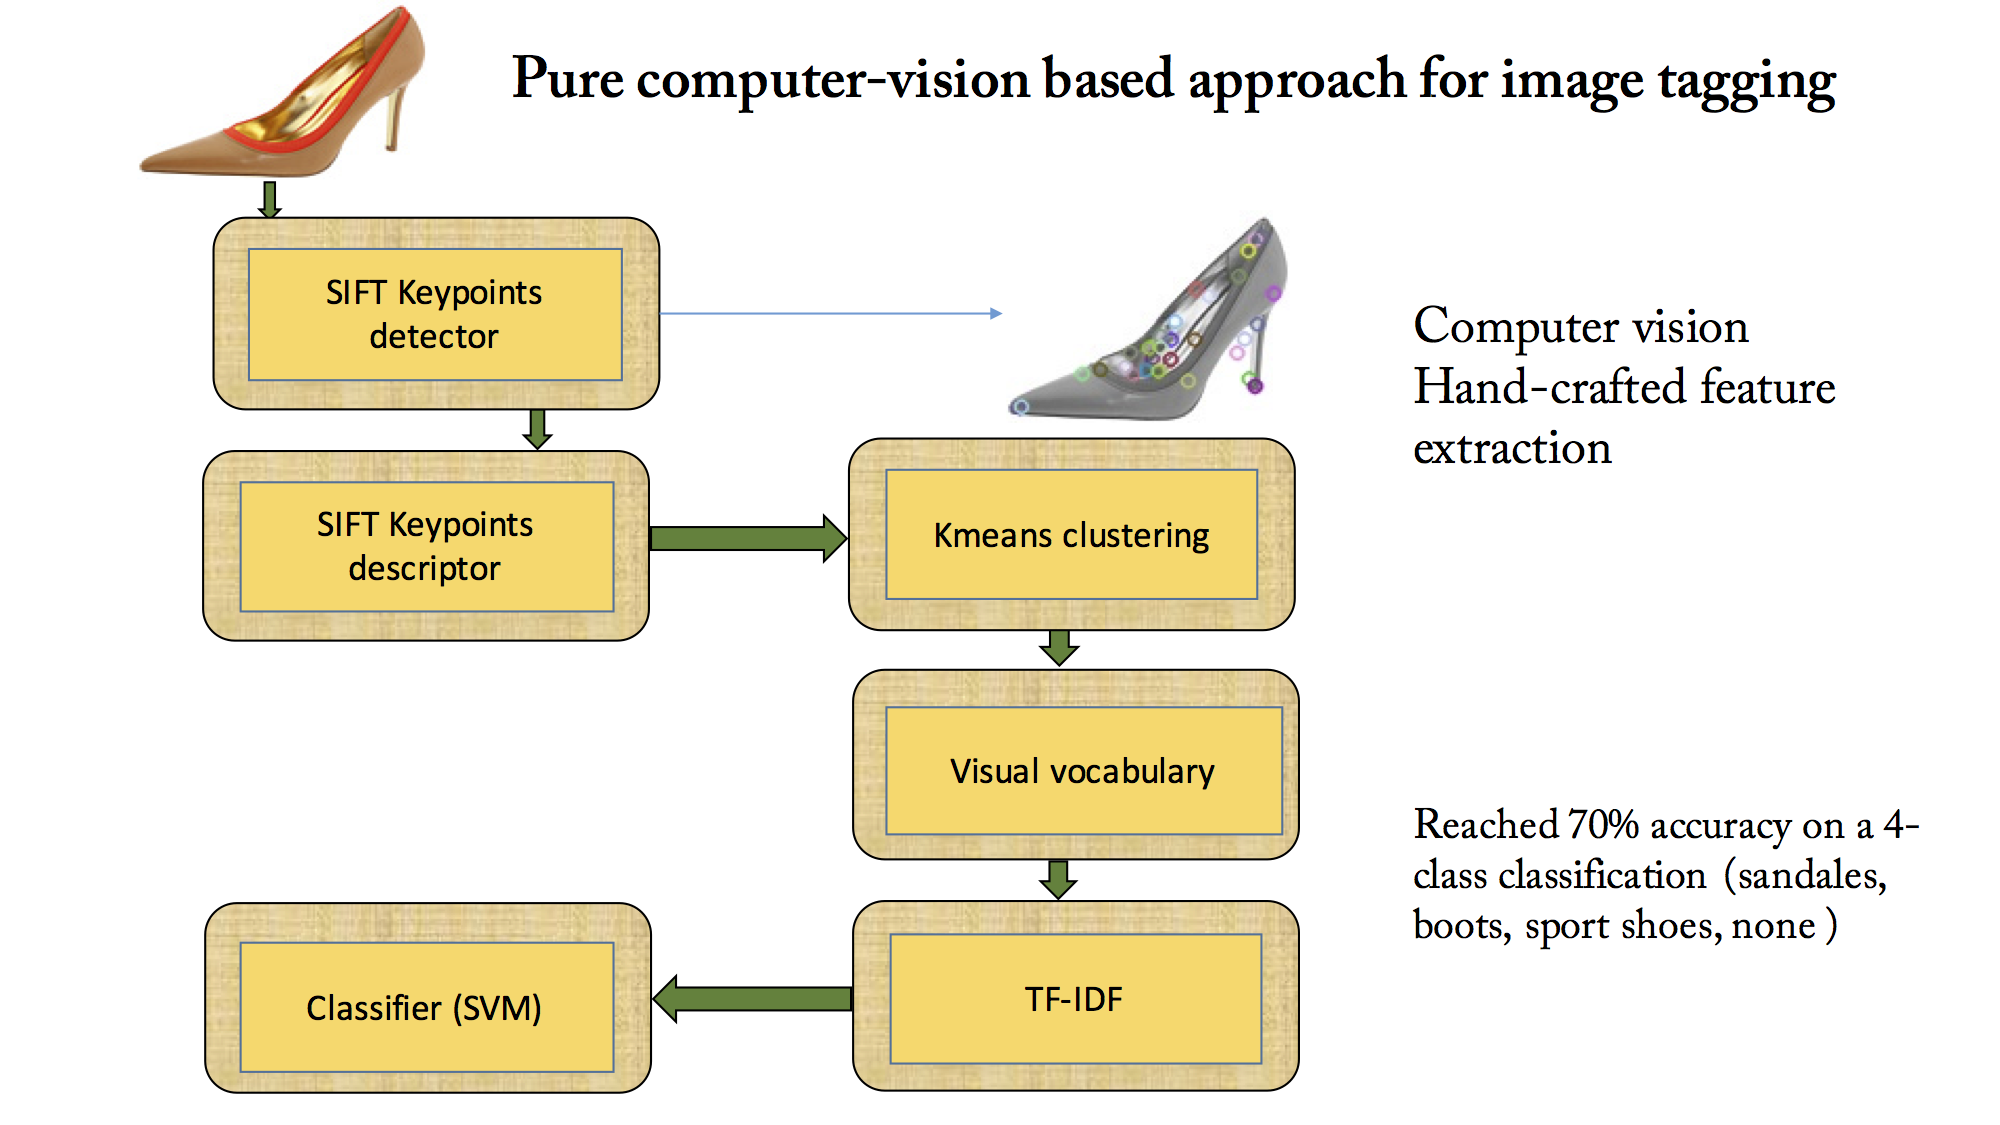 Pure computer-vision based approach for image tagging
SIFT Keypoints
detector
Computer vision
Hand-crafted feature
extraction
SIFT Keypoints
descriptor
Kmeans clustering
Visual vocabulary
Reached 70% accuracy on a 4-
class classification (sandales,
boots, sport shoes, none )
TF-IDF
Classifier (SVM)